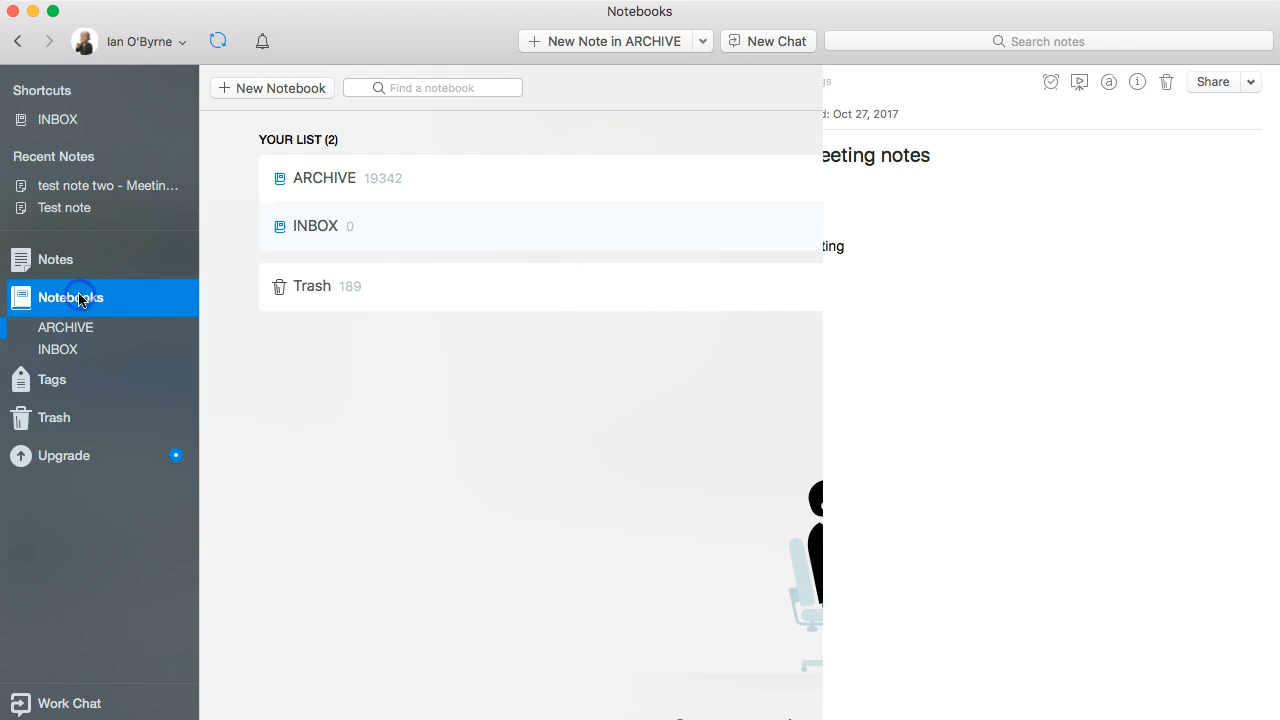 Notebooks
Ian O'Byrne
New Note in ARCHIVE
New Chat
Search notes
Shortcuts
INBOX
Recent Notes
test note two - Meetin...
Test note
Notes
Notebooks
ARCHIVE
INBOX
Tags
Trash
Upgrade
Work Chat
New Notebook
Find a notebook
YOUR LIST (2)
ARCHIVE 19342
INBOX 0
Trash 189
gs
Share
d: Oct 27, 2017
eeting notes
ting